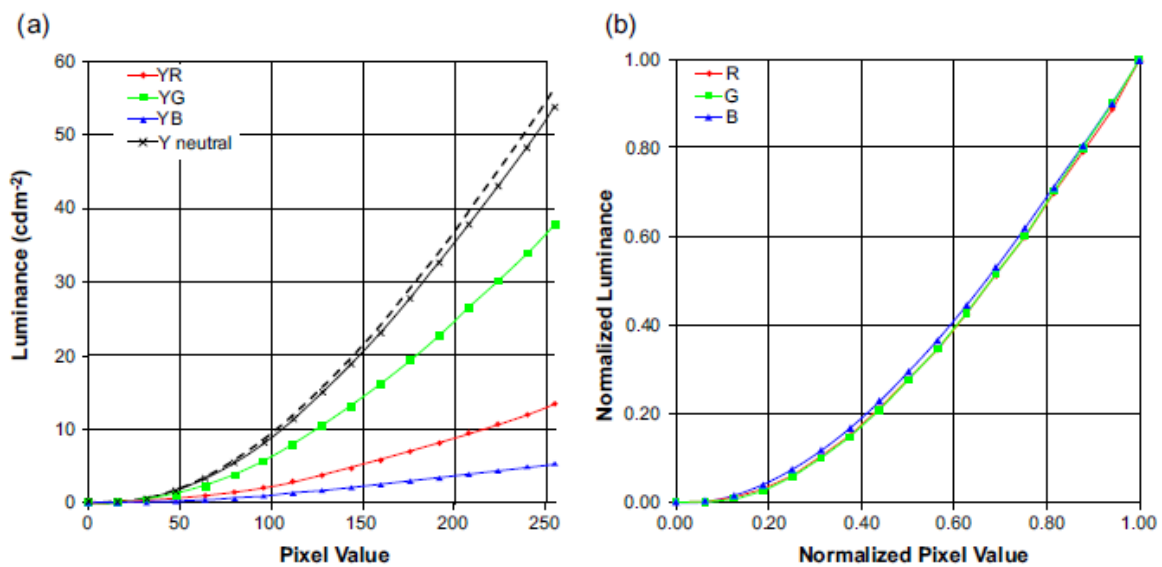 (a)
60
50
40
30
20
10
0
Luminance (cdm-2)
YR
YG
YB
Y neutral
0
50
100
150
200
250
Pixel Value
(b)
1.00
0.80
0.60
0.40
0.20
0.00
Normalized Luminance
R
G
B
0.00
0.20
0.40
0.60
0.80
1.00
Normalized Pixel Value